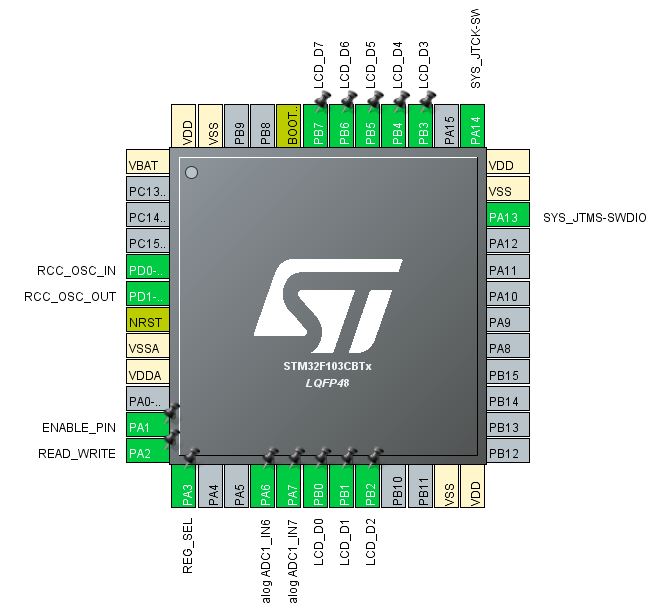 LCD_D7
LCD_D6
LCD_D5
LCD_D4
LCD_D3
SYS_JTCK-SW
VDD
VSS
PB9
PB8
BOOT..
PB7
PB6
PB5
PB4
PB3
PA15
PA14
VBAT
PC13..
PC14..
PC15..
RCC_OSC_IN
PD0-..
RCC_OSC_OUT
PD1-..
NRST
VSSA
VDDA
PA0-..
ENABLE_PIN
PA1
READ_WRITE
PA2
ST
STM32F103CBTx
LQFP48
VDD
VSS
PA13
SYS_JTMS-SWDIO
PA12
PA11
PA10
PA9
PA8
PB15
PB14
PB13
PB12
PA3
PA4
PA5
PA6
PA7
PB0
PB1
PB2
PB10
PB11
VSS
VDD
REG_SEL
alog ADC1_IN6
alog ADC1_IN7
LCD_D0
LCD_D1
LCD_D2